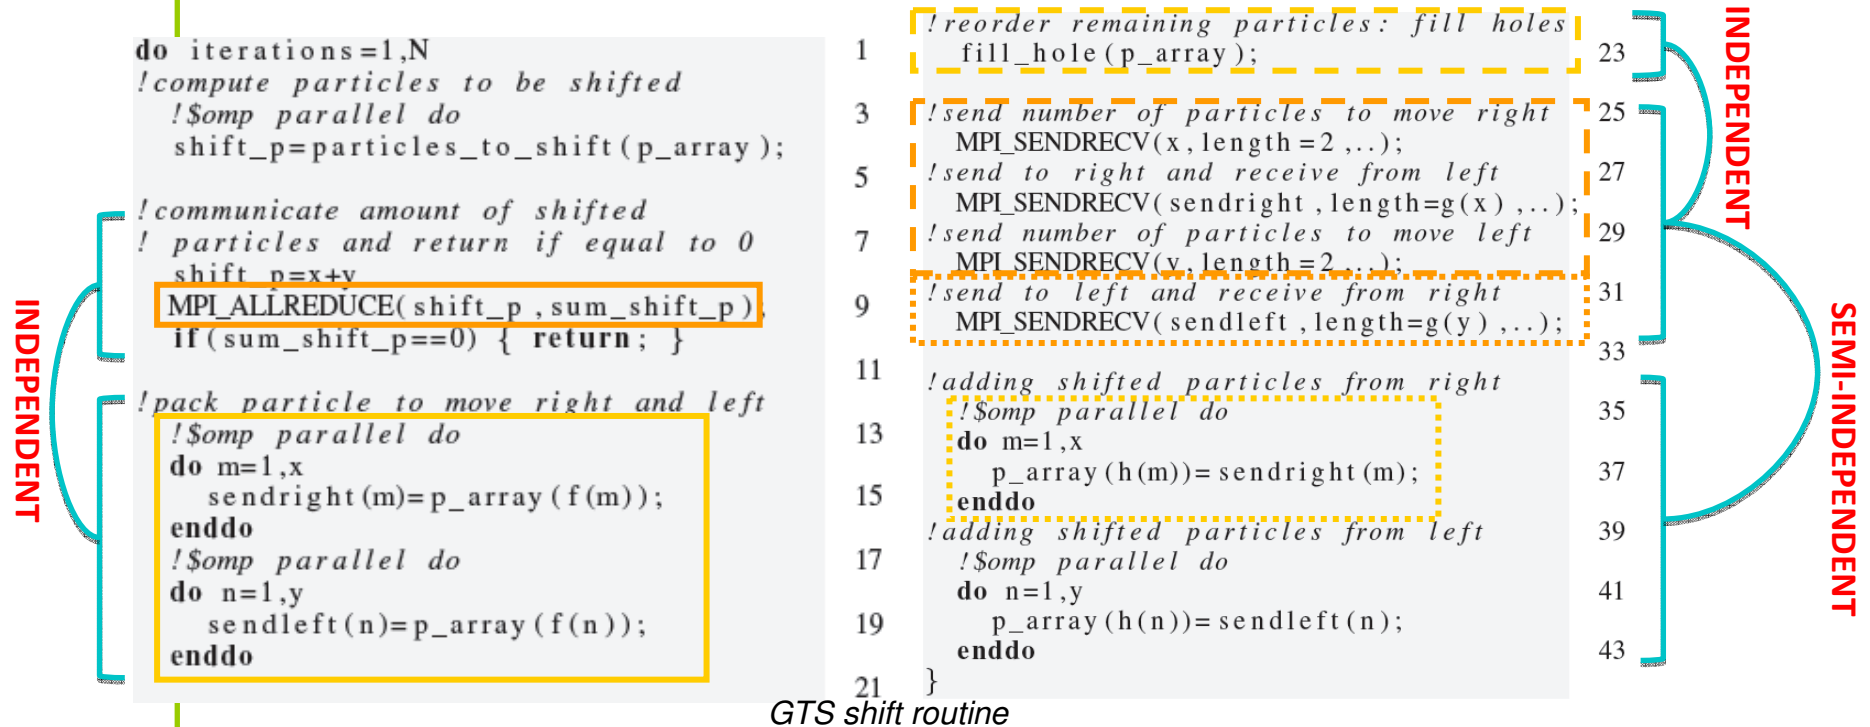 do iterations=1,N
!compute particles to be shifted
!$omp parallel do
shift_p=particles_to_shift(p_array);
!communicate amount of shifted
! particles and return if equal to 0
shift_p=x+y
MPI_ALLREDUCE(shift_p,sum_shift_p);
if(sum_shift_p==0) { return; }
!pack particle to move right and left
!$omp parallel do
do m=1,x
sendright(m)=p_array(f(m));
enddo
!$omp parallel do
do n=1,y
sendleft(n)=p_array(f(n));
enddo
1
3
5
7
9
11
13
15
17
19
21
INDEPENDENT
!reorder remaining particles: fill holes
fill_hole(p_array);
!send number of particles to move right
MPI_SENDRECV(x,length=2,..);
!send to right and receive from left
MPI_SENDRECV(sendright,length=g(x),..);
!send number of particles to move left
MPI_SENDRECV(y,length=2,..);
!send to left and receive from right
MPI_SENDRECV(sendleft,length=g(y),..);
!adding shifted particles from right
!$omp parallel do
do m=1,x
p_array(h(m))=sendright(m);
enddo
!adding shifted particles from left
!$omp parallel do
do n=1,y
p_array(h(n))=sendleft(n);
enddo
}
23
25
27
29
31
33
35
37
39
41
43
INDEPENDENT
SEMI-INDEPENDENT
GTS shift routine